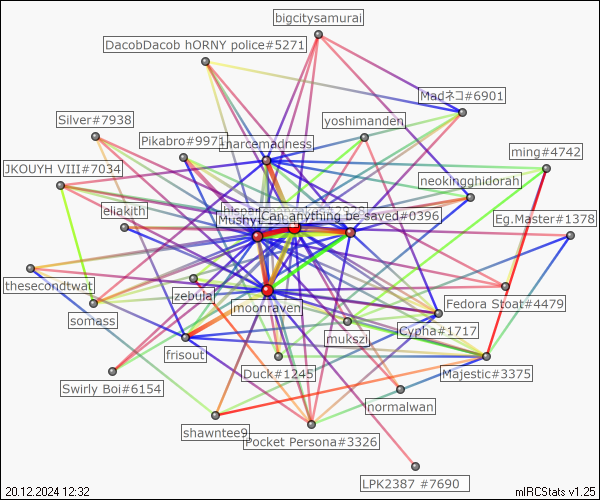 bigcitysamurai
DacobDacob hORNY police#5271
Madネコ#6901
Silver#7938
yoshimanden
Pikabro#9971
harcemadness
ming#4742
JKOUYH VIII#7034
neokingghidorah
eliakith
Can anything be saved#0396
Eg.Master#1378
thesecondtwat
zebula
moonraven
Fedora Stoat#4479
somass
mukszi
Cypha#1717
frisout
Duck#1245
Majestic#3375
Swirly Boi#6154
normalwan
shawntee9
Pocket Persona#3326
LPK2387 #7690
20.12.2024 12:32
mIRCStats v1.25